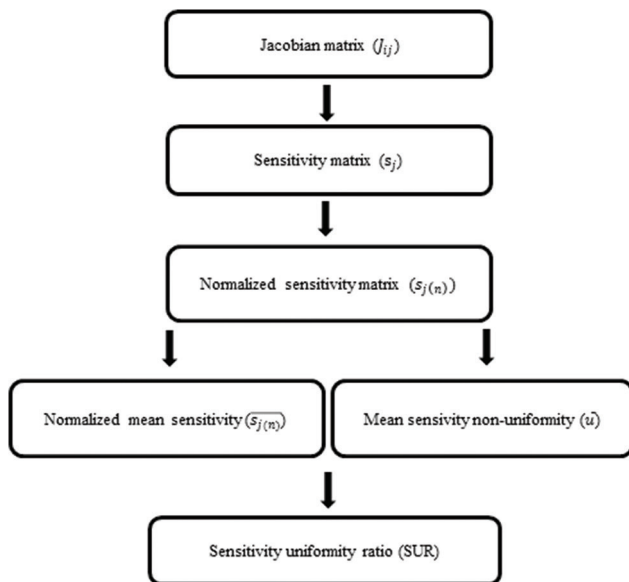 Jacobian matrix (J_ij)
Sensitivity matrix (s_j)
Normalized sensitivity matrix (s_j(n))
Normalized mean sensitivity (s̅_j(n))
Mean sensivity non-uniformity (u̅)
Sensitivity uniformity ratio (SUR)